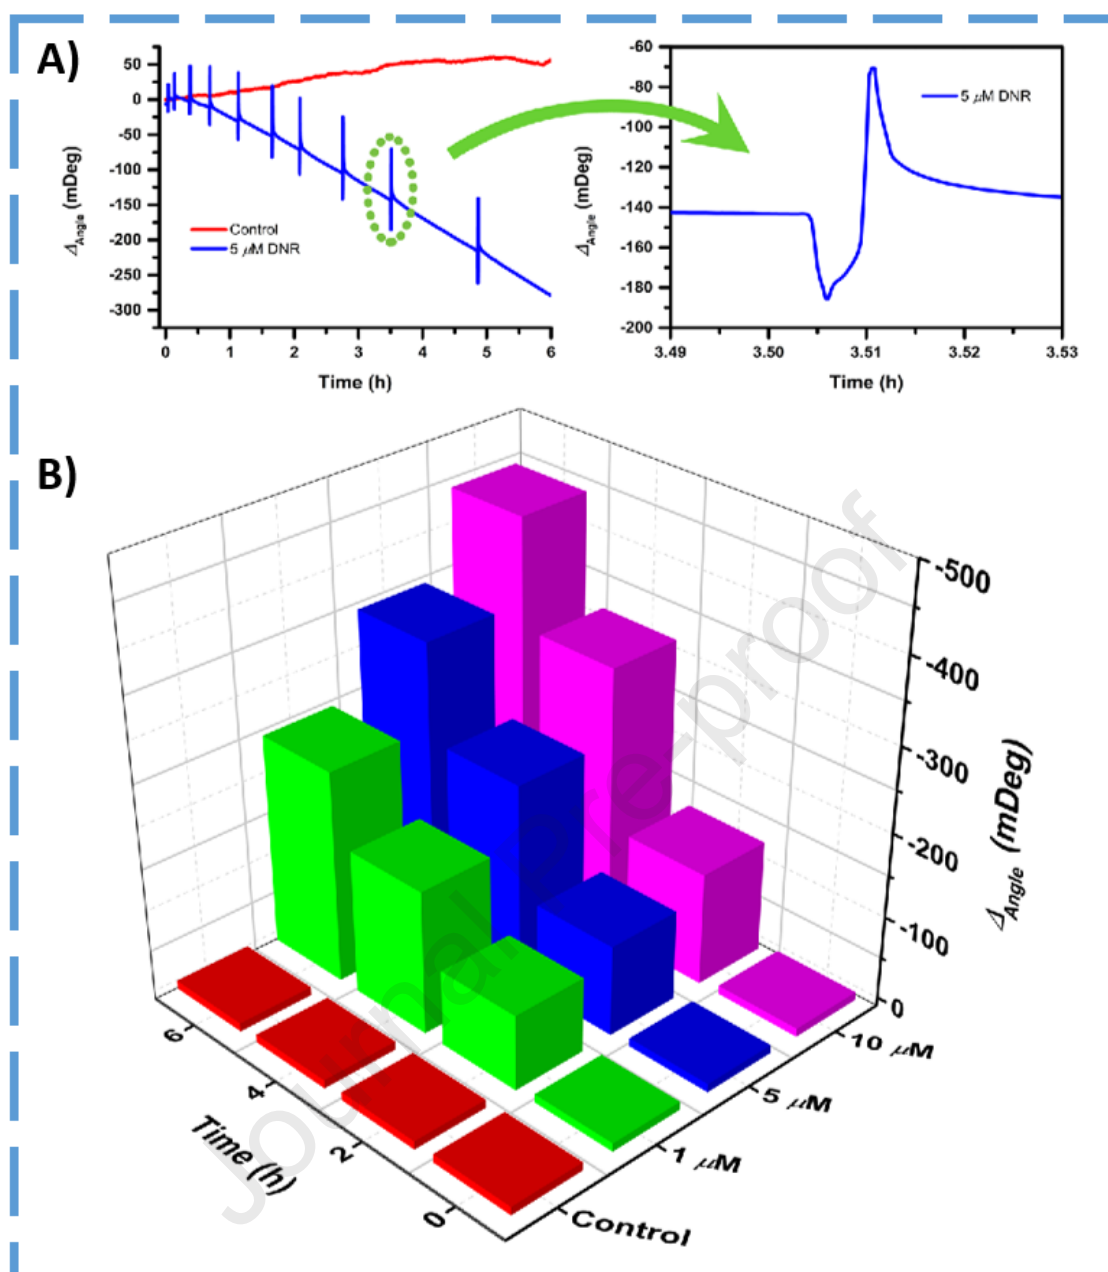 A)
50
0
-50
-100
-150
-200
-250
-300
Δ Angle (mDeg)
Control
5 μM DNR
0 1 2 3 4 5 6
Time (h)
-60
-80
-100
-120
-140
-160
-180
-200
Δ Angle (mDeg)
5 μM DNR
3.49 3.50 3.51 3.52 3.53
Time (h)
B)
-500
-400
-300
-200
-100
0
Δ Angle (mDeg)
10 μM
5 μM
1 μM
Control
6
4
2
0
Time (h)
Journal Pre-proof